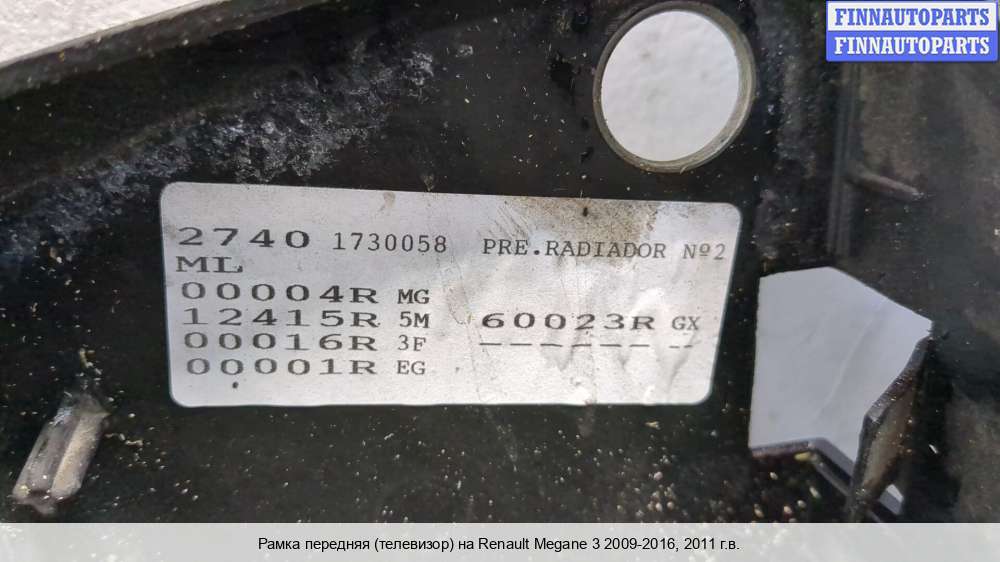 FINNAUTOPARTS
FINNAUTOPARTS
2740 1730058 PRE.RADIADOR Nº2
ML
00004R MG
12415R 5M 60023R GX
00016R 3F ------ --
00001R EG
Рамка передняя (телевизор) на Renault Megane 3 2009-2016, 2011 г.в.